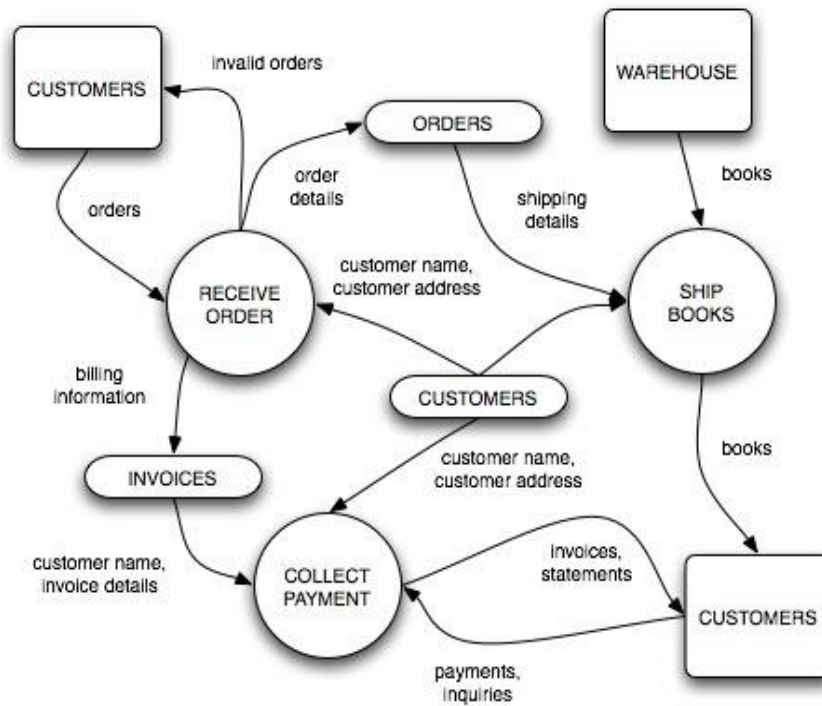 CUSTOMERS
invalid orders
WAREHOUSE
ORDERS
order
details
books
orders
shipping
details
customer name,
customer address
RECEIVE
ORDER
SHIP
BOOKS
billing
information
CUSTOMERS
books
customer name,
customer address
INVOICES
customer name,
invoice details
COLLECT
PAYMENT
invoices,
statements
CUSTOMERS
payments,
inquiries